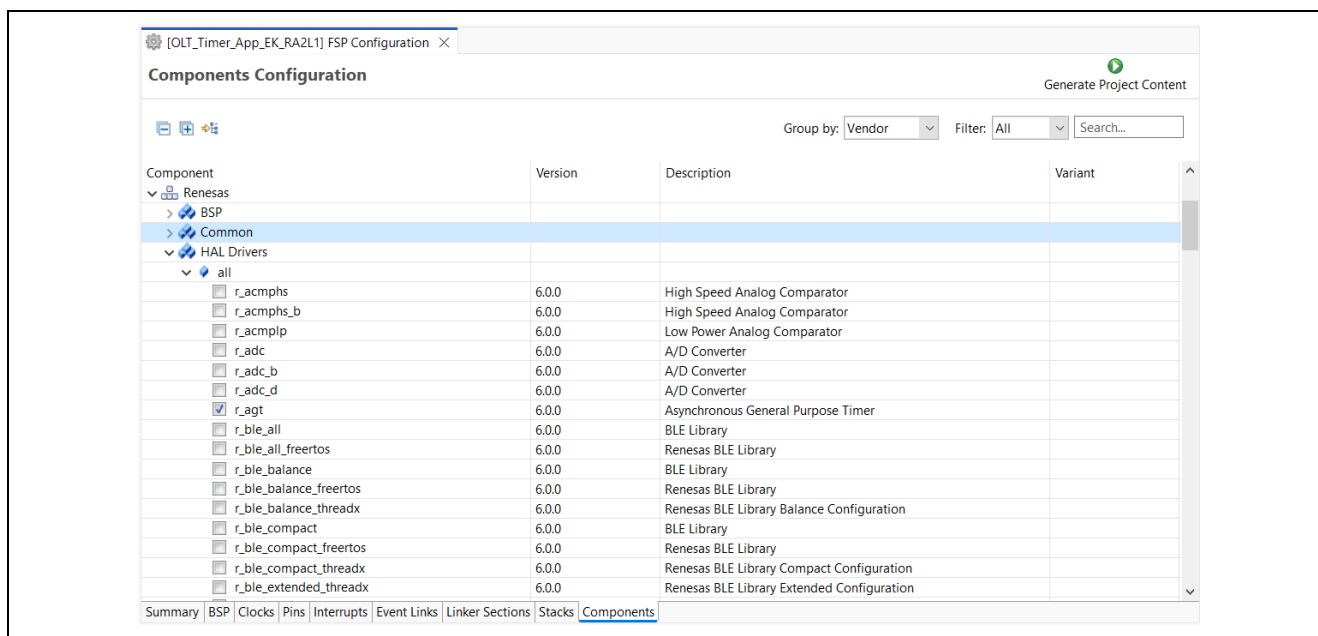 [OLT_Timer_App_EK_RA2L1] FSP Configuration
Components Configuration
Generate Project Content
Group by: Vendor Filter: All Search...
Component Version Description Variant
Renesas
BSP
Common
HAL Drivers
all
r_acmphs 6.0.0 High Speed Analog Comparator
r_acmphs_b 6.0.0 High Speed Analog Comparator
r_acmplp 6.0.0 Low Power Analog Comparator
r_adc 6.0.0 A/D Converter
r_adc_b 6.0.0 A/D Converter
r_adc_d 6.0.0 A/D Converter
r_agt 6.0.0 Asynchronous General Purpose Timer
r_ble_all 6.0.0 BLE Library
r_ble_all_freertos 6.0.0 Renesas BLE Library
r_ble_balance 6.0.0 BLE Library
r_ble_balance_freertos 6.0.0 Renesas BLE Library
r_ble_balance_threadx 6.0.0 Renesas BLE Library Balance Configuration
r_ble_compact 6.0.0 BLE Library
r_ble_compact_freertos 6.0.0 Renesas BLE Library
r_ble_compact_threadx 6.0.0 Renesas BLE Library Compact Configuration
r_ble_extended_threadx 6.0.0 Renesas BLE Library Extended Configuration
Summary BSP Clocks Pins Interrupts Event Links Linker Sections Stacks Components